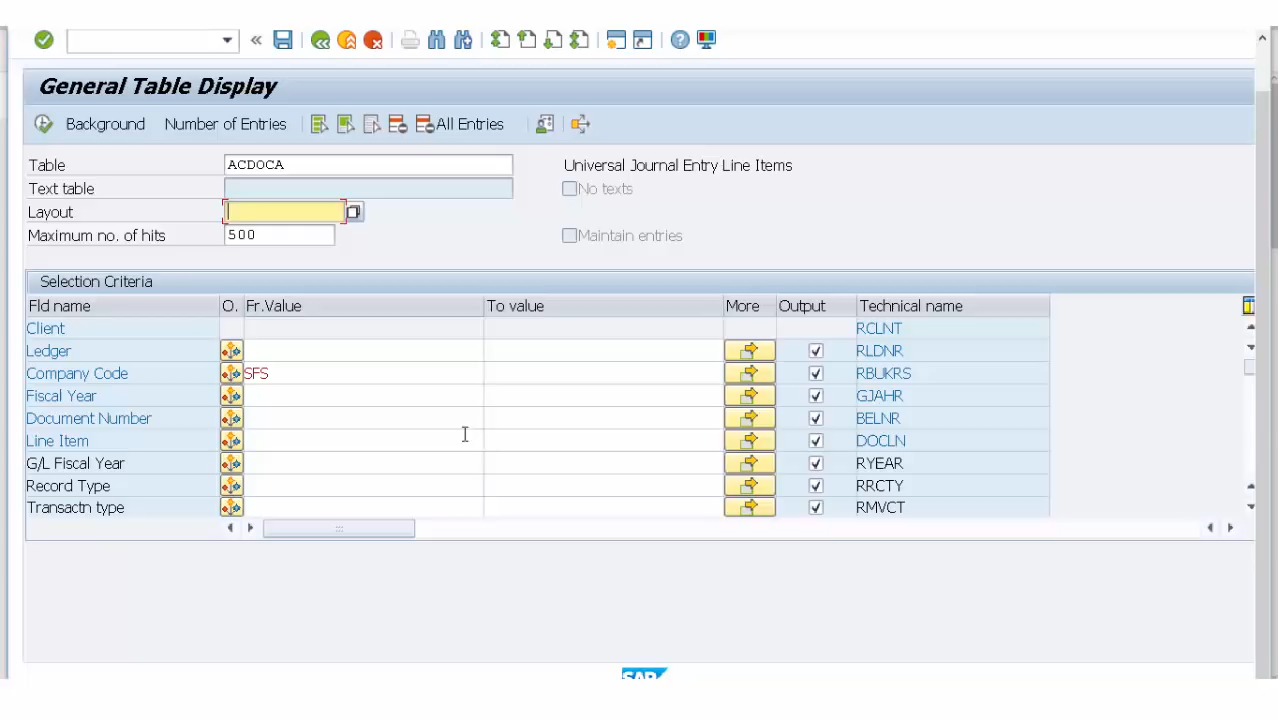 General Table Display
Background Number of Entries All Entries
Table ACDOCA Universal Journal Entry Line Items
Text table No texts
Layout
Maximum no. of hits 500 Maintain entries
Selection Criteria
Fld name O. Fr.Value To value More Output Technical name
Client RCLNT
Ledger RLDNR
Company Code SFS RBUKRS
Fiscal Year GJAHR
Document Number BELNR
Line Item DOCLN
G/L Fiscal Year RYEAR
Record Type RRCTY
Transactn type RMVCT
SAP